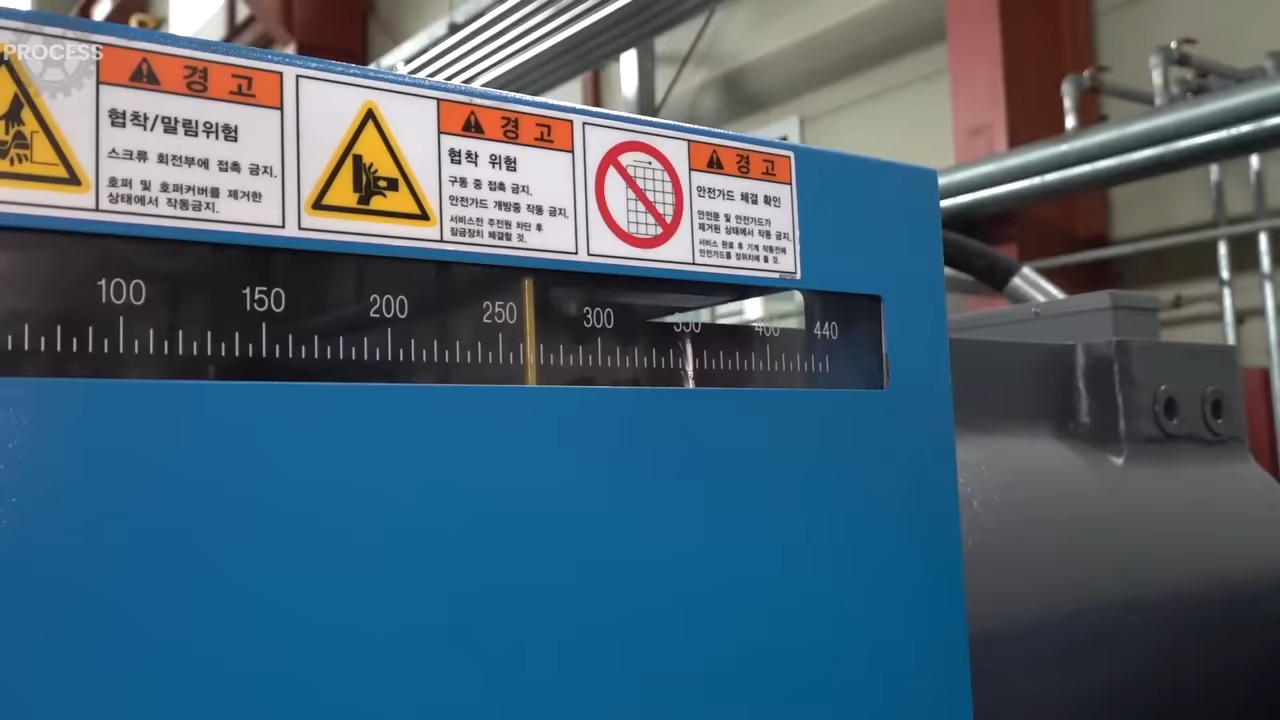 PROCESS
경고
협착/말림위험
스크류 회전부에 접촉 금지.
호퍼 및 호퍼커버를 제거한
상태에서 작동금지.
경고
협착 위험
구동 중 접촉 금지.
안전가드 개방중 작동 금지.
서비스전 주전원 차단 후
잠금장치 체결할 것.
경고
안전가드 체결 확인
안전문 및 안전가드가
제거된 상태에서 작동 금지.
서비스 완료 후 기계 작동전에
안전가드를 정위치에 둘 것.
100 150 200 250 300 350 400 440